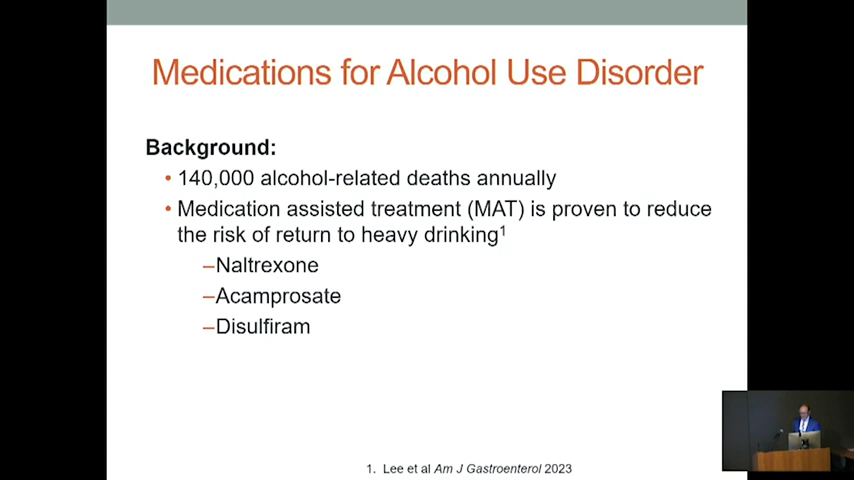 Medications for Alcohol Use Disorder
Background:
• 140,000 alcohol-related deaths annually
• Medication assisted treatment (MAT) is proven to reduce
the risk of return to heavy drinking¹
–Naltrexone
–Acamprosate
–Disulfiram
1. Lee et al Am J Gastroenterol 2023